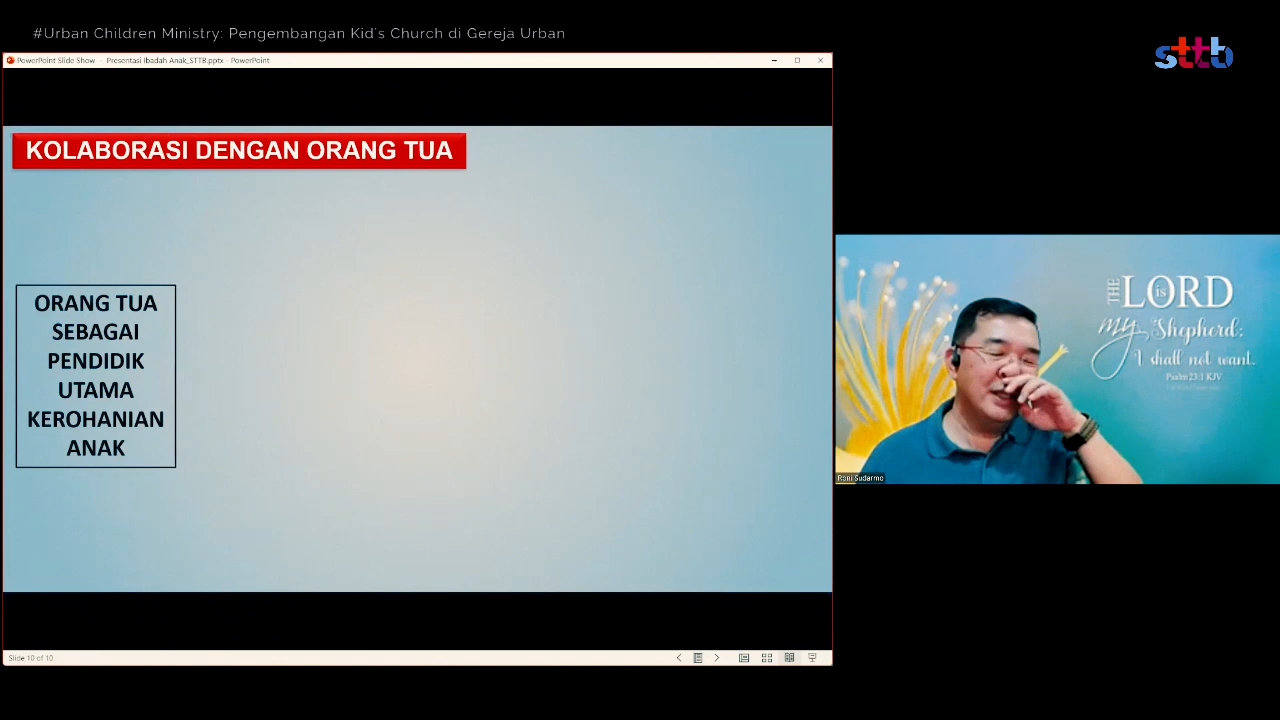 #Urban Children Ministry: Pengembangan Kid's Church di Gereja Urban
sttb
PowerPoint Slide Show - Presentasi Ibadah Anak_STTB.pptx - PowerPoint
KOLABORASI DENGAN ORANG TUA
ORANG TUA
SEBAGAI
PENDIDIK
UTAMA
KEROHANIAN
ANAK
THE LORD
is
my Shepherd;
I shall not want.
Psalm 23:1 KJV
Roni Sudarmo
Slide 10 of 10